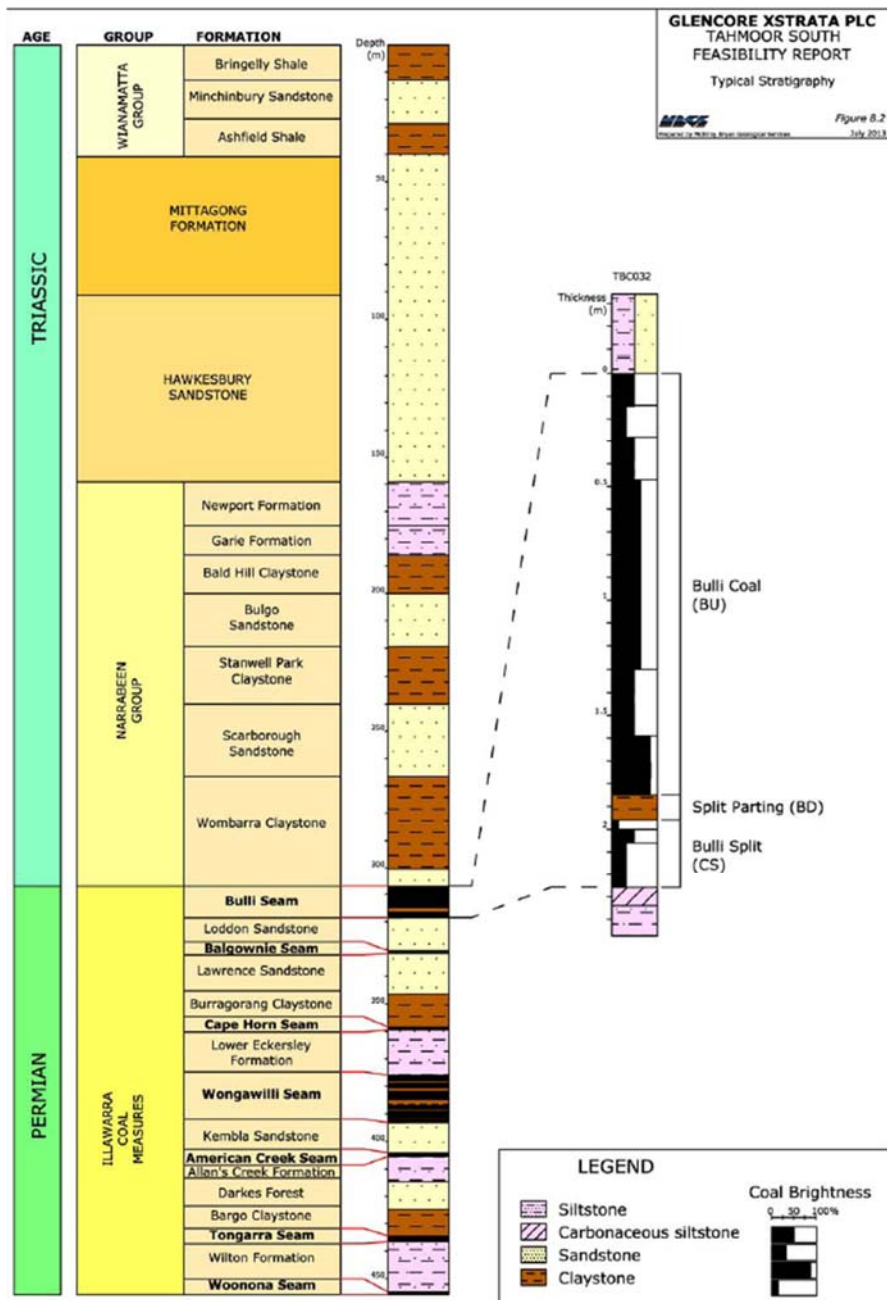 GLENCORE XSTRATA PLC
TAHMOOR SOUTH
FEASIBILITY REPORT
Typical Stratigraphy
Figure 8.2
July 2013
AGE
GROUP
FORMATION
Depth
(m)
TRIASSIC
WIANAMATTA
GROUP
Bringelly Shale
Minchinbury Sandstone
Ashfield Shale
MITTAGONG
FORMATION
HAWKESBURY
SANDSTONE
NARRABEEN
GROUP
Newport Formation
Garie Formation
Bald Hill Claystone
Bulgo
Sandstone
Stanwell Park
Claystone
Scarborough
Sandstone
Wombarra Claystone
PERMIAN
ILLAWARRA
COAL
MEASURES
Bulli Seam
Loddon Sandstone
Balgownie Seam
Lawrence Sandstone
Burragorang Claystone
Cape Horn Seam
Lower Eckersley
Formation
Wongawilli Seam
Kembla Sandstone
American Creek Seam
Allan's Creek Formation
Darkes Forest
Bargo Claystone
Tongarra Seam
Wilton Formation
Woonona Seam
50
100
150
200
250
300
350
400
450
TBC032
Thickness
(m)
0
0.5
1
1.5
2
Bulli Coal
(BU)
Split Parting (BD)
Bulli Split
(CS)
LEGEND
Siltstone
Carbonaceous siltstone
Sandstone
Claystone
Coal Brightness
0 50 100%